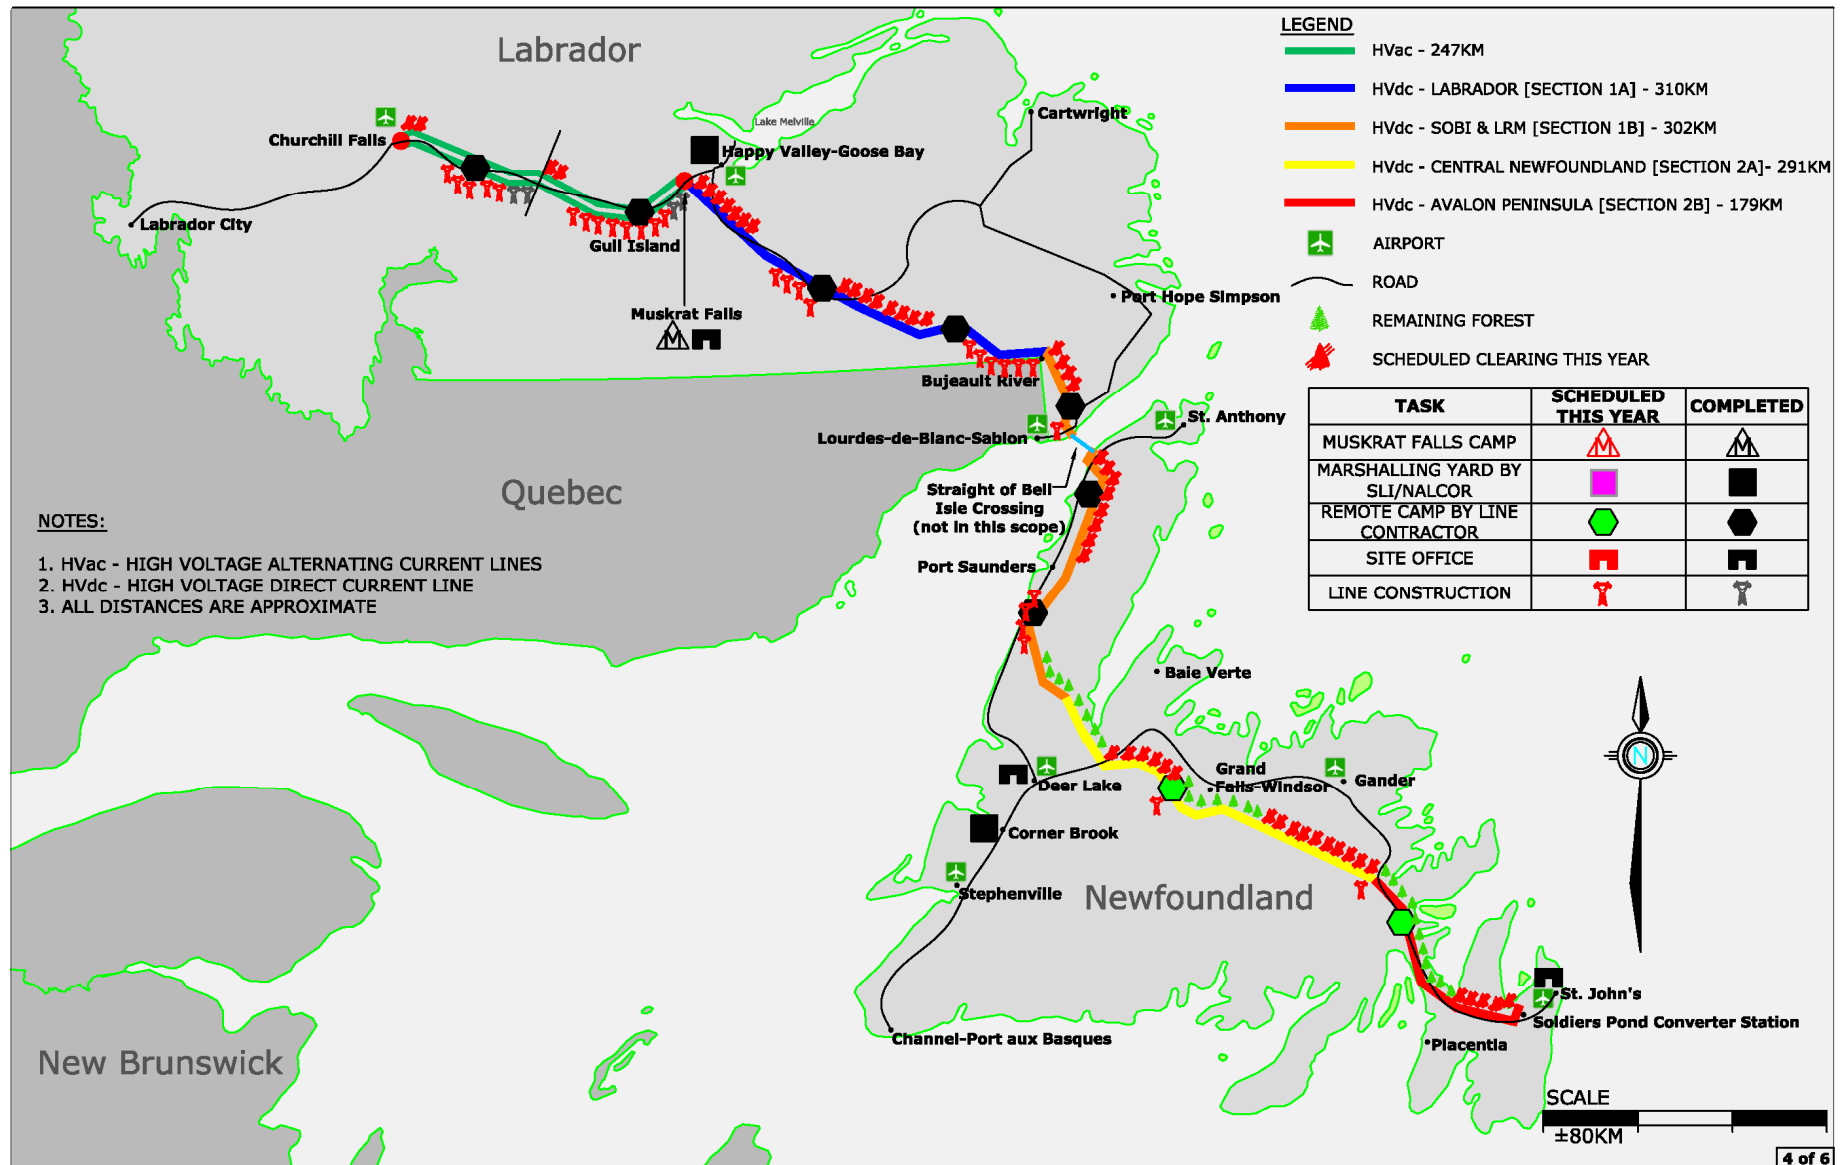 Labrador
Lake Melville
Cartwright
Churchill Falls
Happy Valley-Goose Bay
Labrador City
Gull Island
Muskrat Falls
M
Port Hope Simpson
Bujeault River
St. Anthony
Lourdes-de-Blanc-Sablon
Quebec
Straight of Bell
Isle Crossing
(not in this scope)
Port Saunders
NOTES:
1. HVac - HIGH VOLTAGE ALTERNATING CURRENT LINES
2. HVdc - HIGH VOLTAGE DIRECT CURRENT LINE
3. ALL DISTANCES ARE APPROXIMATE
Baie Verte
Grand
Falls-Windsor
Gander
Deer Lake
Corner Brook
Stephenville
Newfoundland
St. John's
Soldiers Pond Converter Station
Placentia
Channel-Port aux Basques
New Brunswick
LEGEND
HVac - 247KM
HVdc - LABRADOR [SECTION 1A] - 310KM
HVdc - SOBI & LRM [SECTION 1B] - 302KM
HVdc - CENTRAL NEWFOUNDLAND [SECTION 2A]- 291KM
HVdc - AVALON PENINSULA [SECTION 2B] - 179KM
AIRPORT
ROAD
REMAINING FOREST
SCHEDULED CLEARING THIS YEAR
TASK
SCHEDULED
THIS YEAR
COMPLETED
MUSKRAT FALLS CAMP
M
M
MARSHALLING YARD BY
SLI/NALCOR
REMOTE CAMP BY LINE
CONTRACTOR
SITE OFFICE
LINE CONSTRUCTION
N
SCALE
±80KM
4 of 6